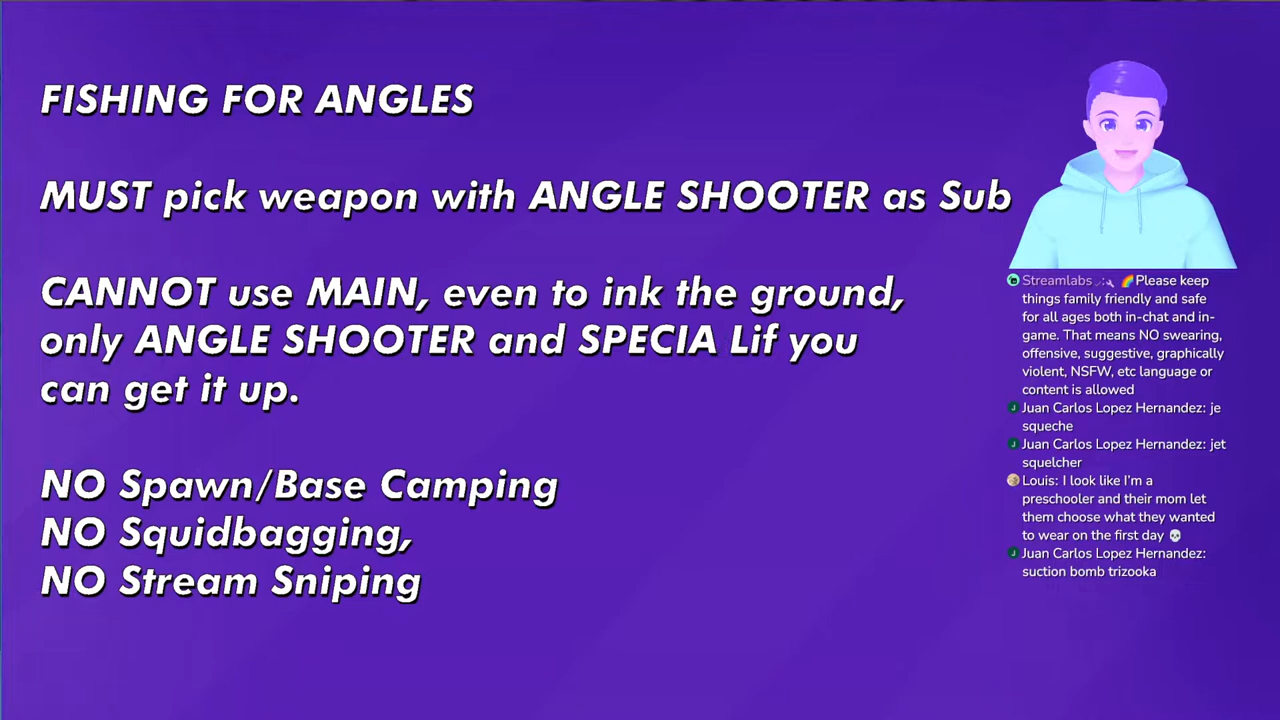 FISHING FOR ANGLES
MUST pick weapon with ANGLE SHOOTER as Sub
CANNOT use MAIN, even to ink the ground,
only ANGLE SHOOTER and SPECIA Lif you
can get it up.
NO Spawn/Base Camping
NO Squidbagging,
NO Stream Sniping
Streamlabs 🌈Please keep
things family friendly and safe
for all ages both in-chat and in-
game. That means NO swearing,
offensive, suggestive, graphically
violent, NSFW, etc language or
content is allowed
Juan Carlos Lopez Hernandez: je
squeche
Juan Carlos Lopez Hernandez: jet
squelcher
Louis: I look like I'm a
preschooler and their mom let
them choose what they wanted
to wear on the first day 💀
Juan Carlos Lopez Hernandez:
suction bomb trizooka